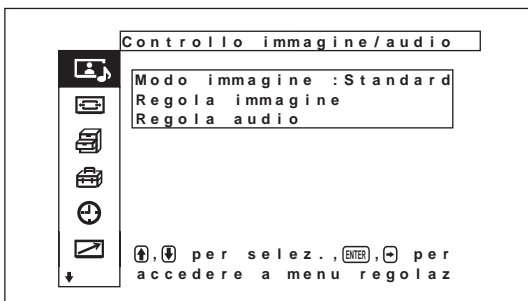 Controllo immagine/audio
Modo immagine :Standard
Regola immagine
Regola audio
↑,↓ per selez.,ENTER,→ per
accedere a menu regolaz